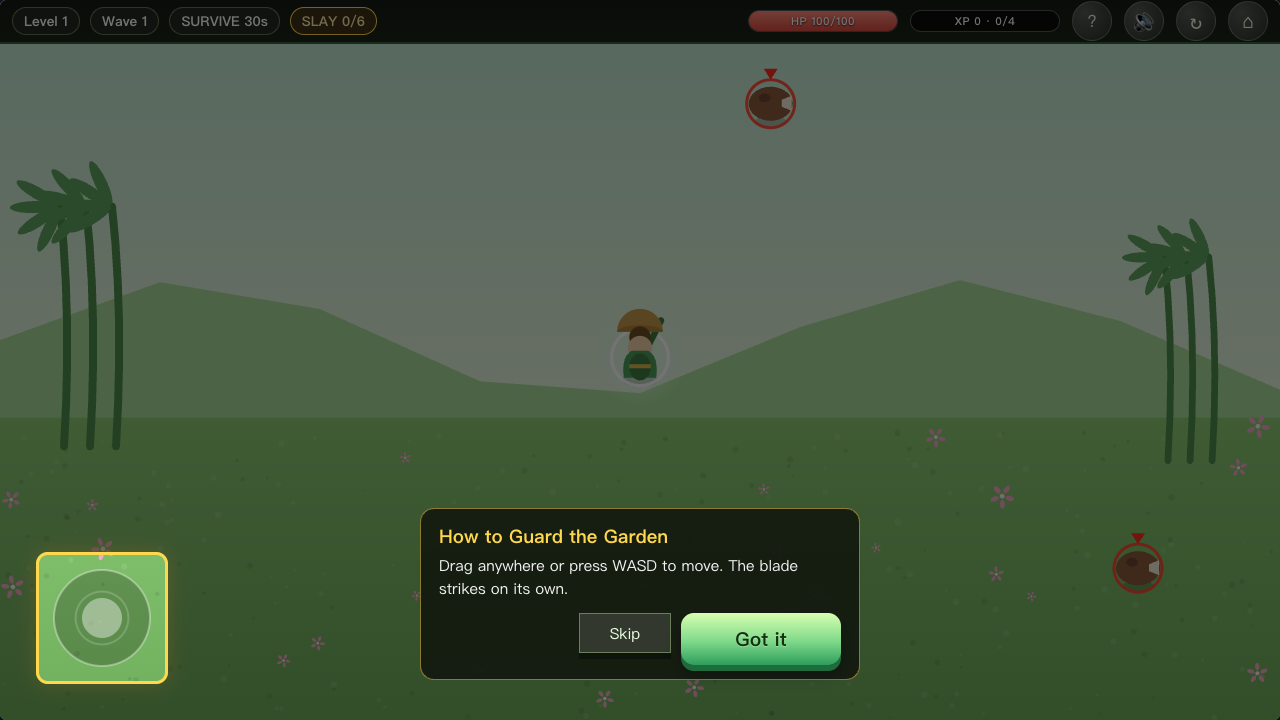 Level 1
Wave 1
SURVIVE 30s
SLAY 0/6
HP 100/100
XP 0 · 0/4
?
How to Guard the Garden
Drag anywhere or press WASD to move. The blade
strikes on its own.
Skip
Got it